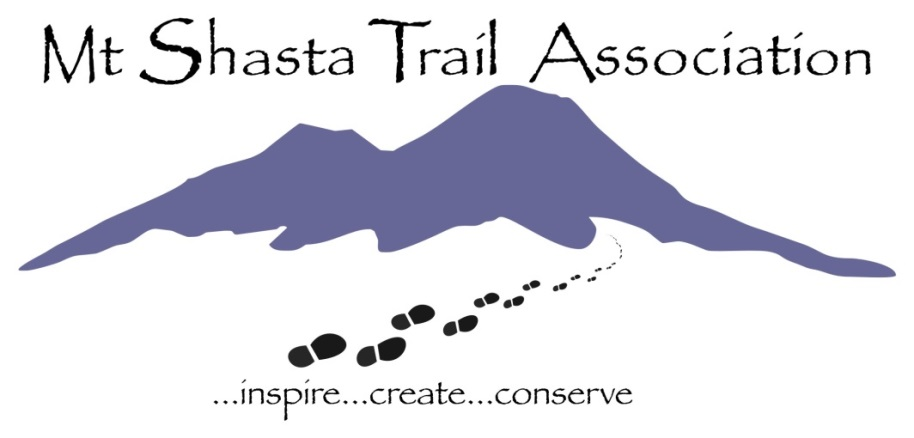 Mt Shasta Trail Association
...inspire...create...conserve